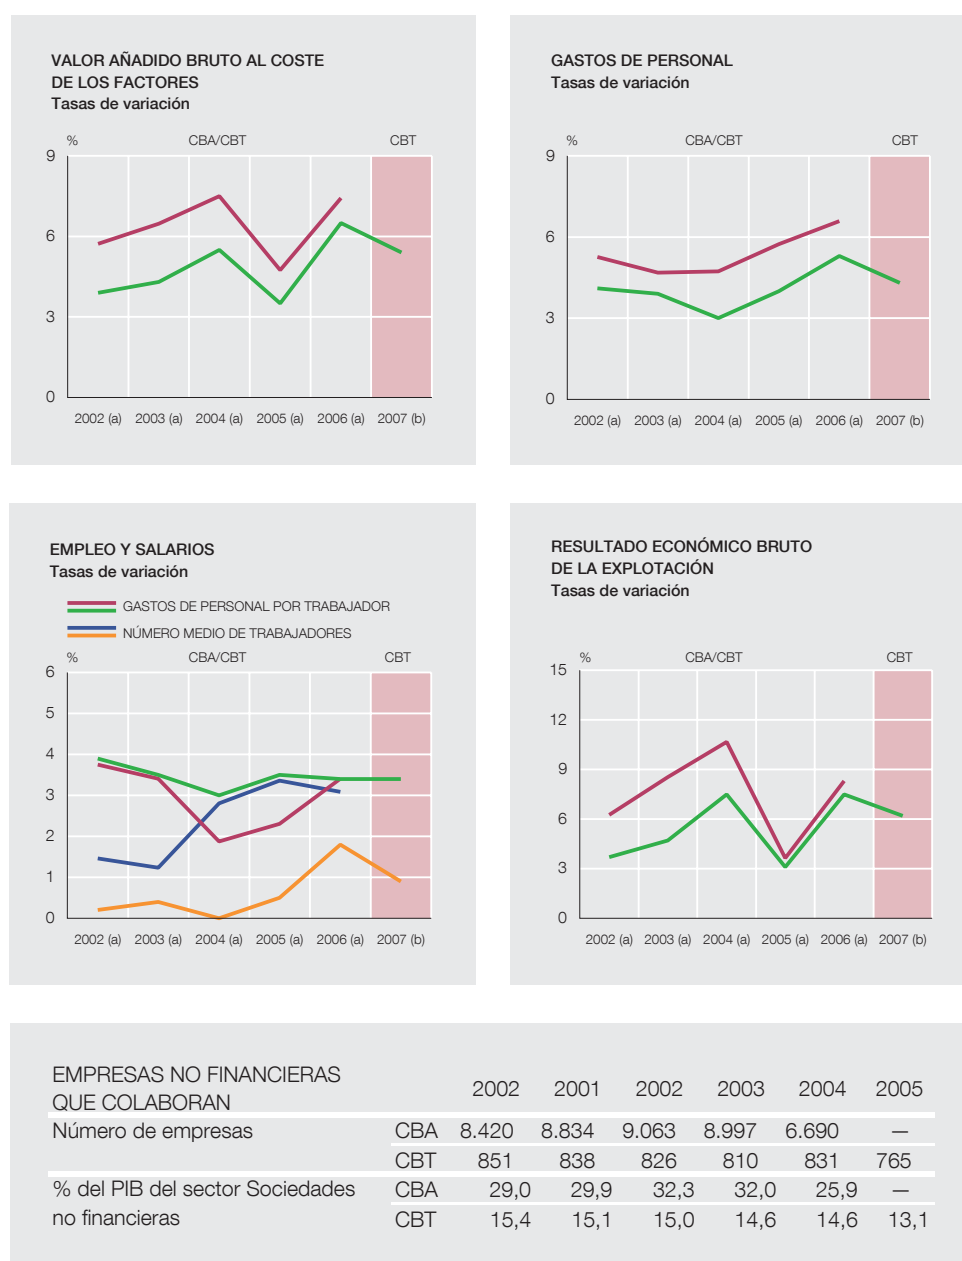 VALOR AÑADIDO BRUTO AL COSTE
DE LOS FACTORES
Tasas de variación
% CBA/CBT CBT
9
6
3
0
2002 (a) 2003 (a) 2004 (a) 2005 (a) 2006 (a) 2007 (b)
GASTOS DE PERSONAL
Tasas de variación
% CBA/CBT CBT
9
6
3
0
2002 (a) 2003 (a) 2004 (a) 2005 (a) 2006 (a) 2007 (b)
EMPLEO Y SALARIOS
Tasas de variación
GASTOS DE PERSONAL POR TRABAJADOR
NÚMERO MEDIO DE TRABAJADORES
% CBA/CBT CBT
6
5
4
3
2
1
0
2002 (a) 2003 (a) 2004 (a) 2005 (a) 2006 (a) 2007 (b)
RESULTADO ECONÓMICO BRUTO
DE LA EXPLOTACIÓN
Tasas de variación
% CBA/CBT CBT
15
12
9
6
3
0
2002 (a) 2003 (a) 2004 (a) 2005 (a) 2006 (a) 2007 (b)
EMPRESAS NO FINANCIERAS
QUE COLABORAN 2002 2001 2002 2003 2004 2005
Número de empresas CBA 8.420 8.834 9.063 8.997 6.690 —
CBT 851 838 826 810 831 765
% del PIB del sector Sociedades CBA 29,0 29,9 32,3 32,0 25,9 —
no financieras CBT 15,4 15,1 15,0 14,6 14,6 13,1